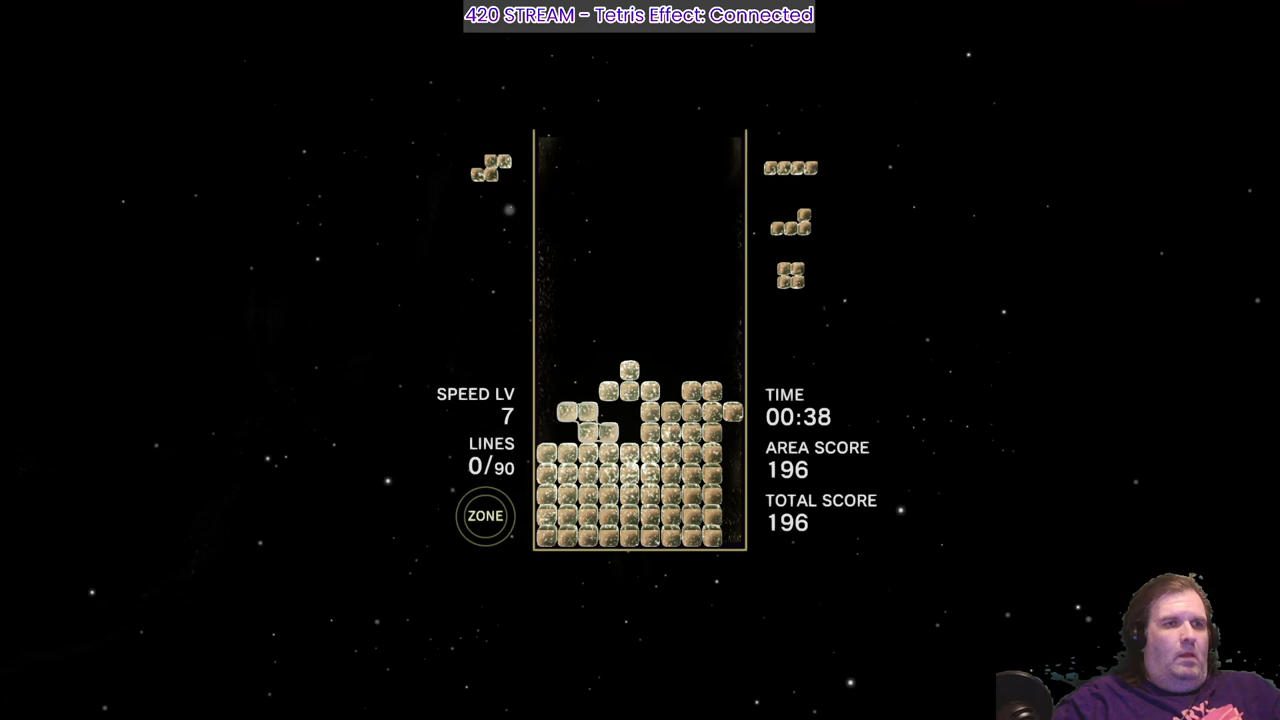 420 STREAM - Tetris Effect: Connected
SPEED LV
7
LINES
0/90
ZONE
TIME
00:38
AREA SCORE
196
TOTAL SCORE
196